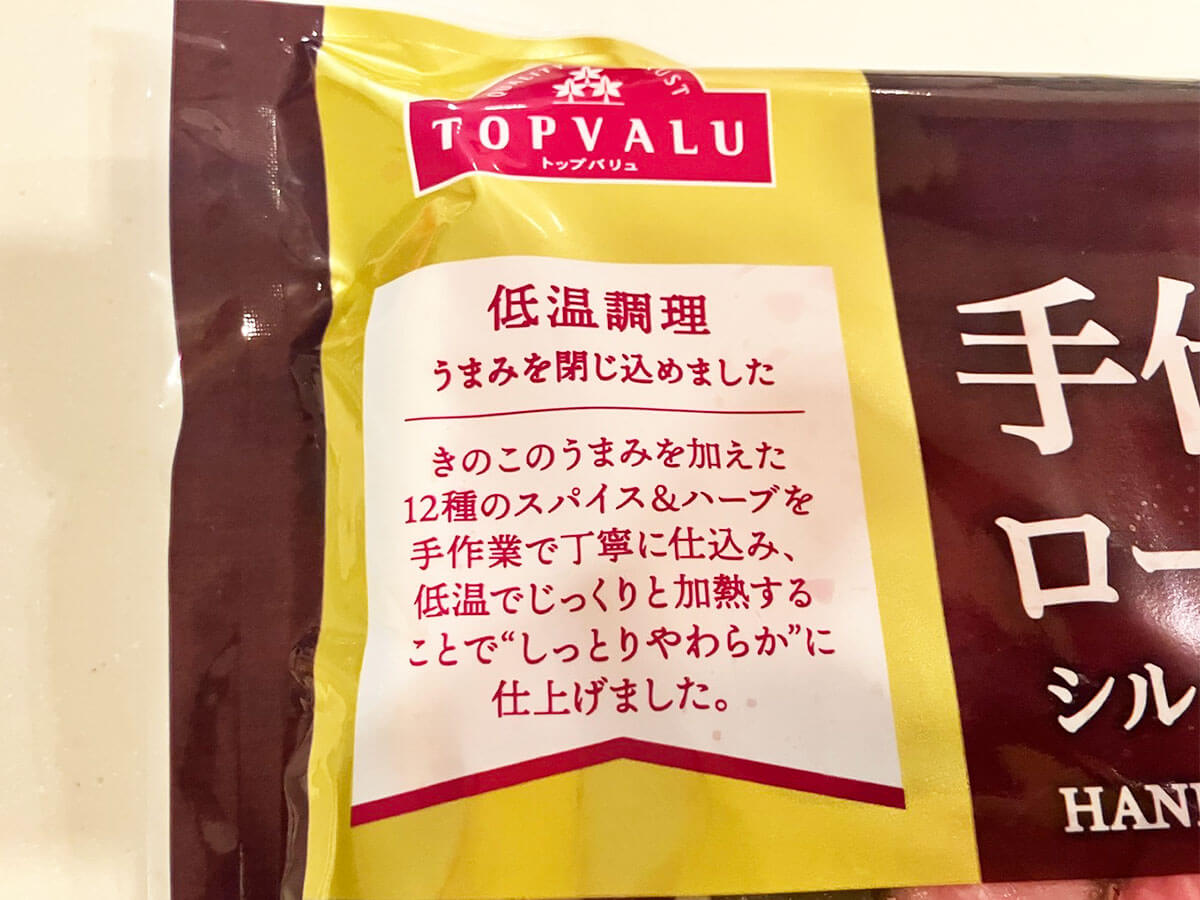 QUALITY
TOPVALU
トップバリュ
低温調理
うまみを閉じ込めました
きのこのうまみを加えた
12種のスパイス&ハーブを
手作業で丁寧に仕込み、
低温でじっくりと加熱する
ことで“しっとりやわらか”に
仕上げました。
手作
ロー
シル
HAN